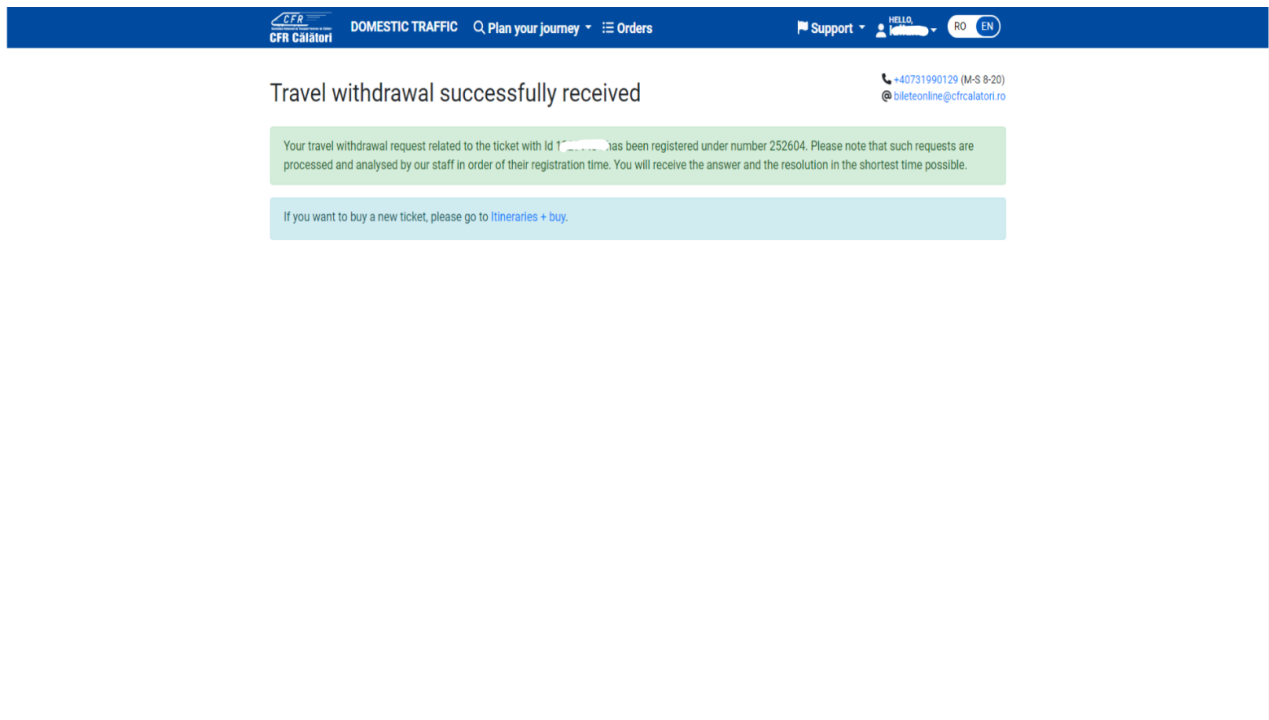 CFR
CFR Călători
DOMESTIC TRAFFIC
Plan your journey
Orders
Support
HELLO,
RO
EN
Travel withdrawal successfully received
+40731990129 (M-S 8-20)
bileteonline@cfrcalatori.ro
Your travel withdrawal request related to the ticket with Id has been registered under number 252604. Please note that such requests are
processed and analysed by our staff in order of their registration time. You will receive the answer and the resolution in the shortest time possible.
If you want to buy a new ticket, please go to Itineraries + buy.